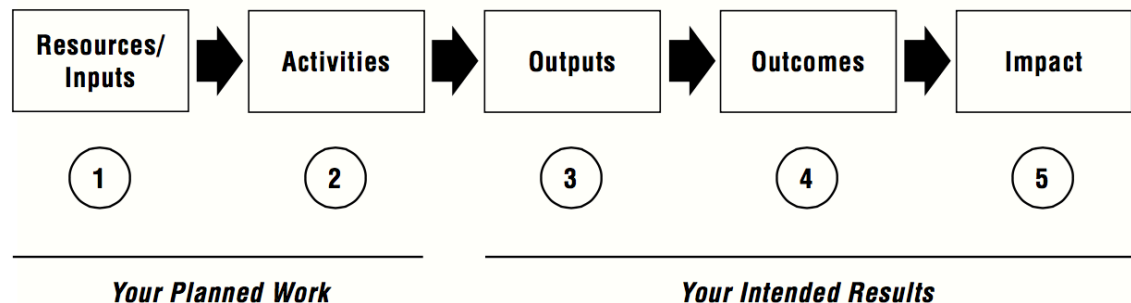 Resources/
Inputs
Activities
Outputs
Outcomes
Impact
1
2
3
4
5
Your Planned Work
Your Intended Results